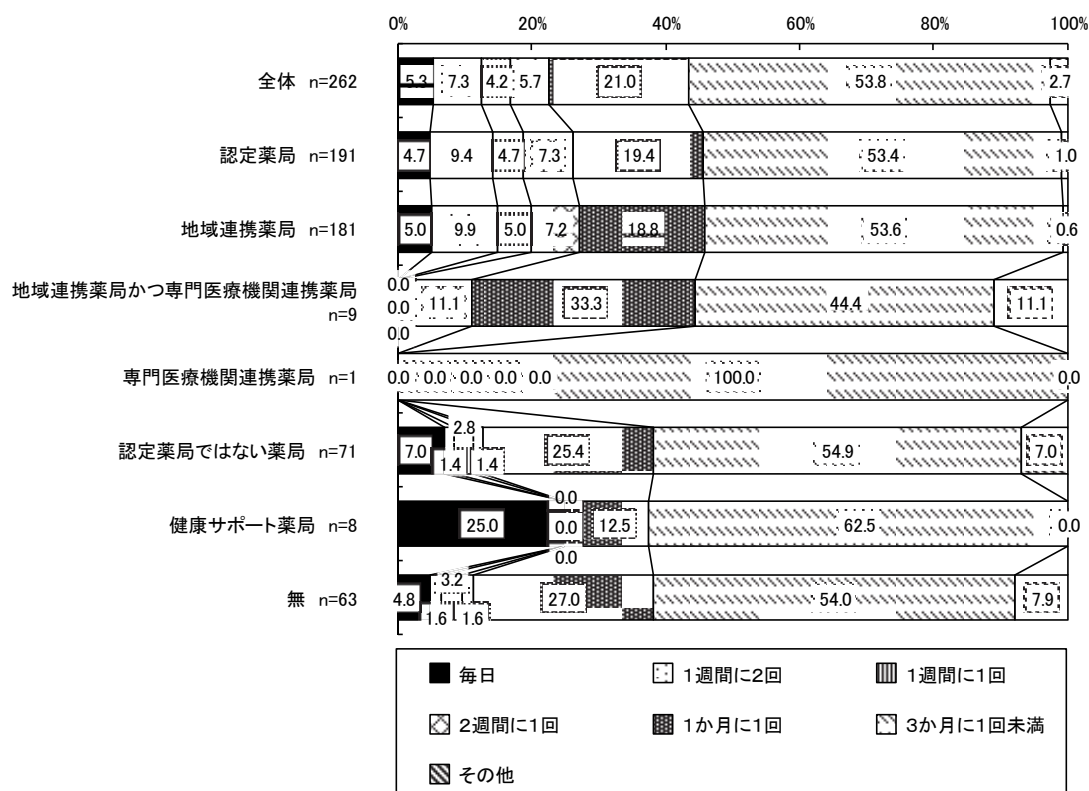 0% 20% 40% 60% 80% 100%
全体 n=262
5.3 7.3 4.2 5.7 21.0 53.8 2.7
認定薬局 n=191
4.7 9.4 4.7 7.3 19.4 53.4 1.0
地域連携薬局 n=181
5.0 9.9 5.0 7.2 18.8 53.6 0.6
地域連携薬局かつ専門医療機関連携薬局
n=9
0.0
0.0 11.1 33.3 44.4 11.1
0.0
専門医療機関連携薬局 n=1
0.0 0.0 0.0 0.0 0.0 100.0 0.0
認定薬局ではない薬局 n=71
2.8
7.0 25.4 54.9 7.0
1.4 1.4
健康サポート薬局 n=8
0.0
25.0 0.0 12.5 62.5 0.0
0.0
無 n=63
3.2
4.8 27.0 54.0 7.9
1.6 1.6
毎日 1週間に2回 1週間に1回
2週間に1回 1か月に1回 3か月に1回未満
その他